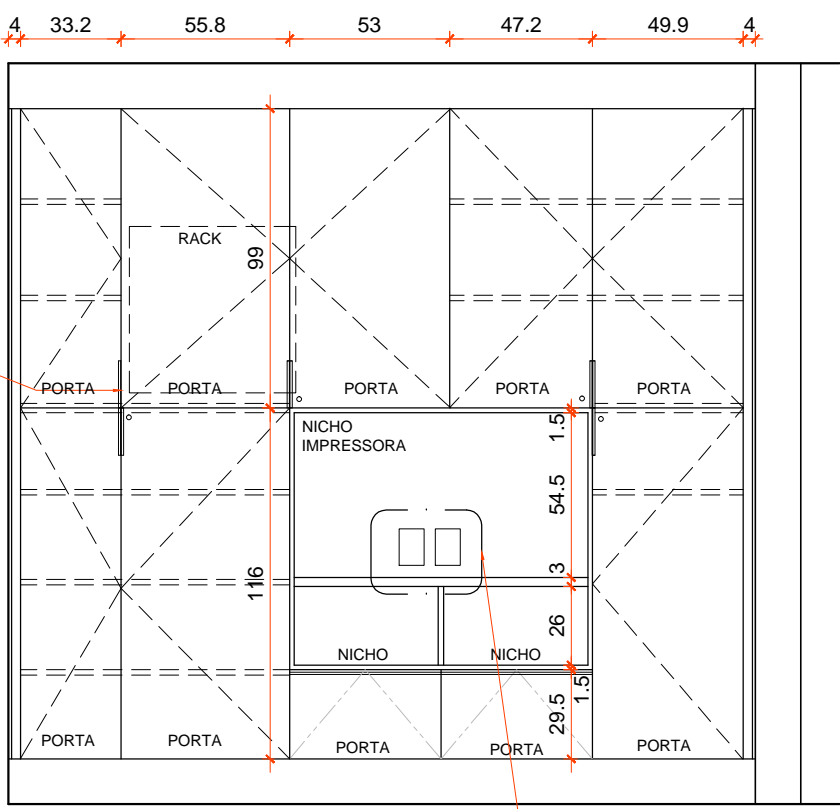 4 33.2 55.8 53 47.2 49.9 4
RACK
99
PORTA PORTA PORTA PORTA PORTA
NICHO
IMPRESSORA
1.5
54.5
3
116
26
NICHO NICHO
1.5
29.5
PORTA PORTA PORTA PORTA PORTA